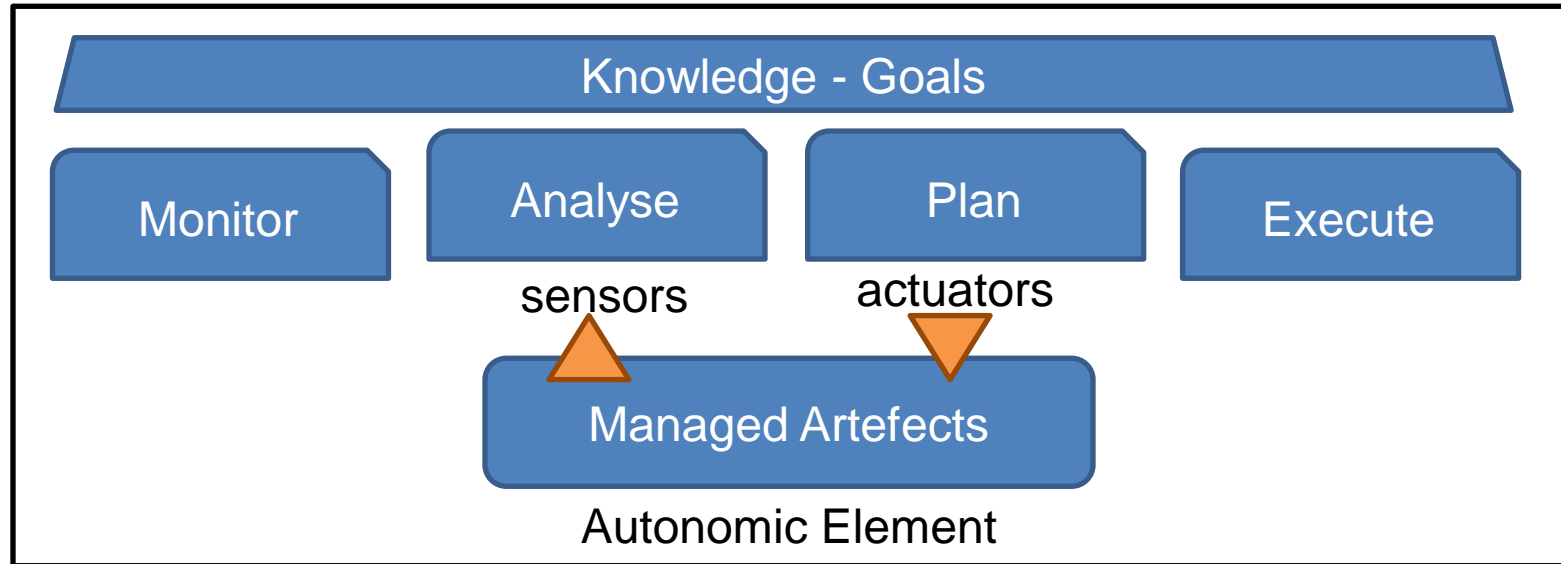 Knowledge - Goals
Monitor
Analyse
Plan
Execute
sensors
actuators
Managed Artefects
Autonomic Element